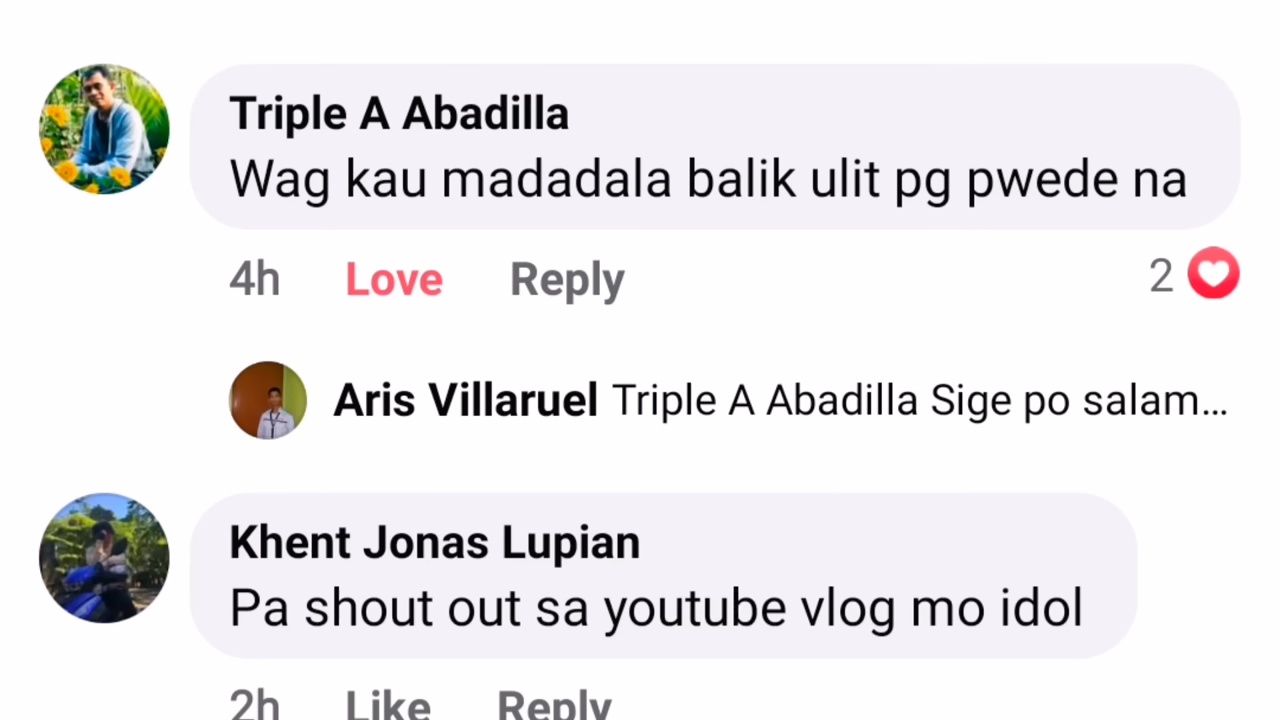 Triple A Abadilla
Wag kau madadala balik ulit pg pwede na
4h Love Reply 2
Aris Villaruel Triple A Abadilla Sige po salam...
Khent Jonas Lupian
Pa shout out sa youtube vlog mo idol
2h Like Reply